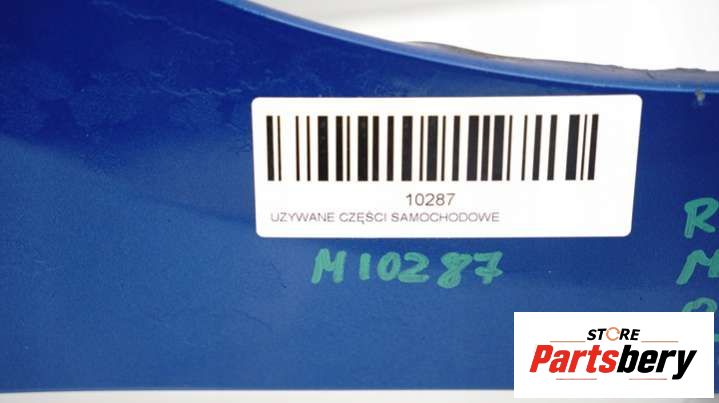 10287
UZYWANE CZĘŚCI SAMOCHODOWE
M10287
R
M
STORE
Partsbery